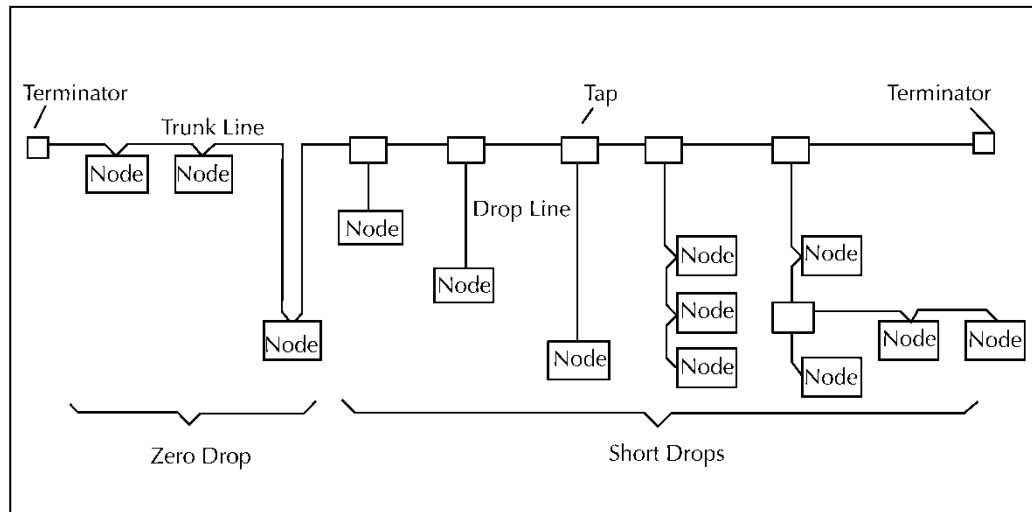 Terminator
Tap
Terminator
Trunk Line
Node
Node
Drop Line
Node
Node
Node
Node
Node
Node
Node
Node
Node
Node
Node
Node
Zero Drop
Short Drops